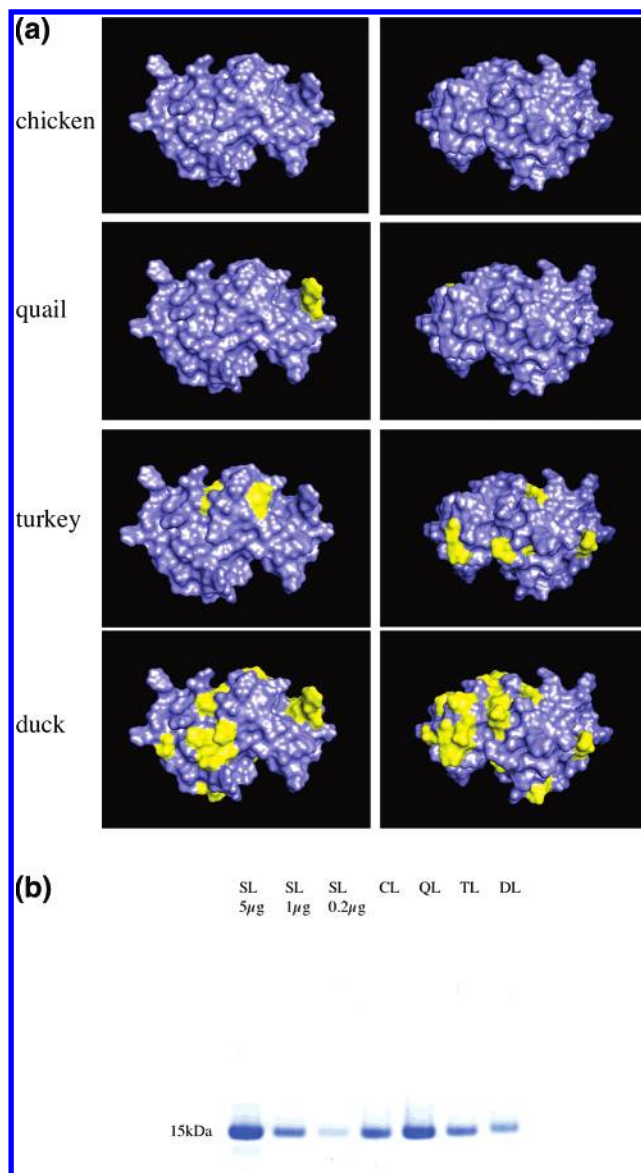 (a)
chicken
quail
turkey
duck
(b)
SL SL SL CL QL TL DL
5µg 1µg 0.2µg
15kDa